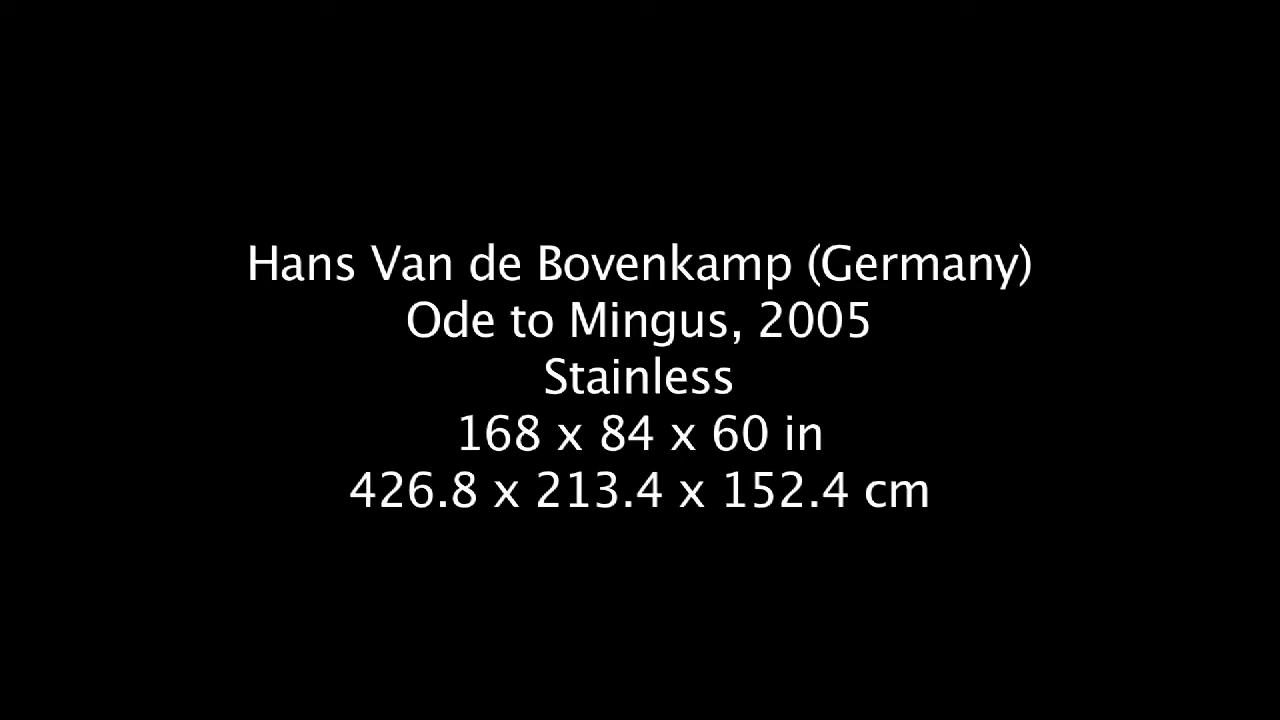 Hans Van de Bovenkamp (Germany)
Ode to Mingus, 2005
Stainless
168 x 84 x 60 in
426.8 x 213.4 x 152.4 cm